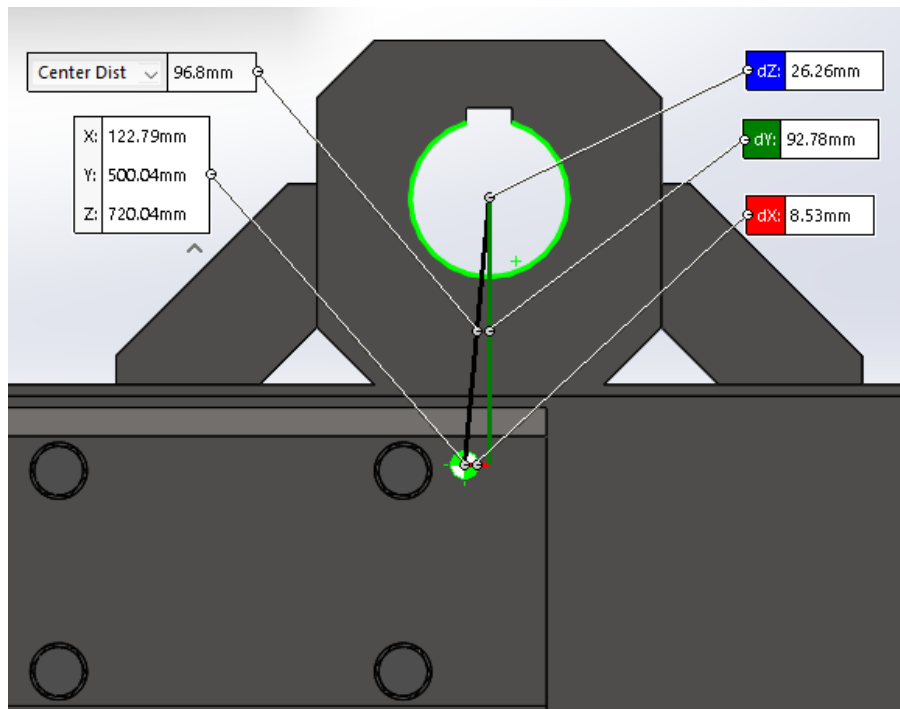 Center Dist 96.8mm
X: 122.79mm
Y: 500.04mm
Z: 720.04mm
dZ: 26.26mm
dY: 92.78mm
dX: 8.53mm